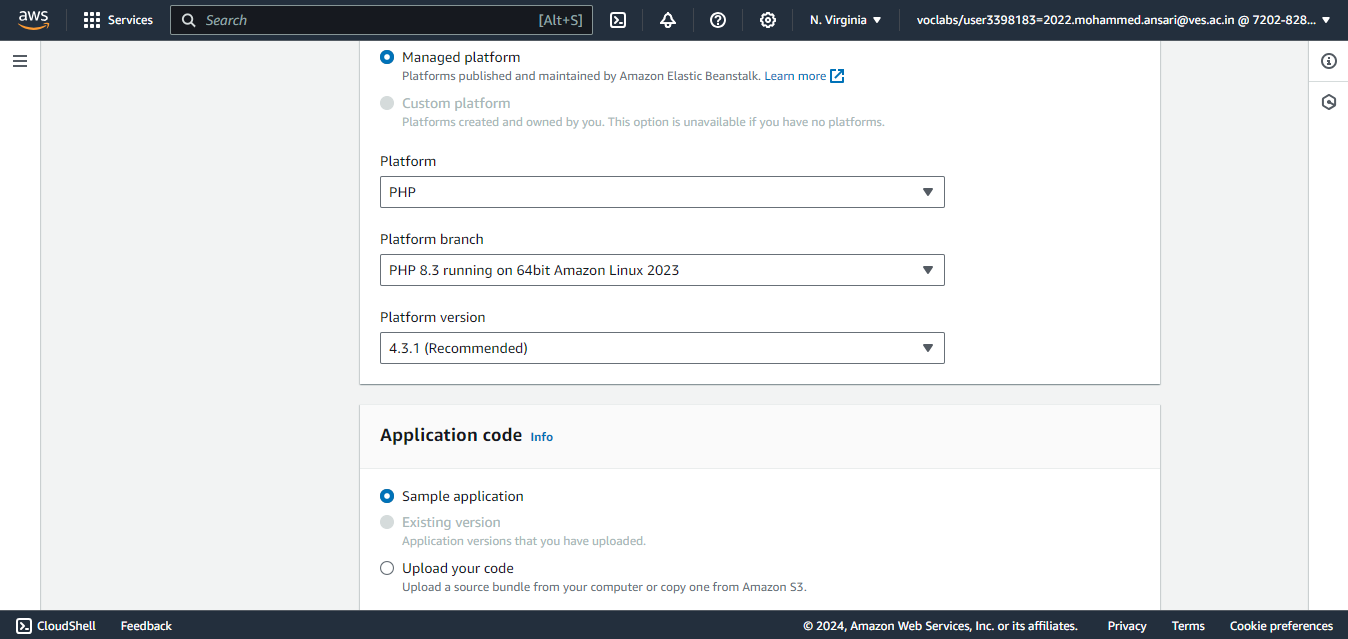 aws Services Search [Alt+S] N. Virginia voclabs/user3398183=2022.mohammed.ansari@ves.ac.in @ 7202-828...
Managed platform
Platforms published and maintained by Amazon Elastic Beanstalk. Learn more
Custom platform
Platforms created and owned by you. This option is unavailable if you have no platforms.
Platform
PHP
Platform branch
PHP 8.3 running on 64bit Amazon Linux 2023
Platform version
4.3.1 (Recommended)
Application code Info
Sample application
Existing version
Application versions that you have uploaded.
Upload your code
Upload a source bundle from your computer or copy one from Amazon S3.
CloudShell Feedback © 2024, Amazon Web Services, Inc. or its affiliates. Privacy Terms Cookie preferences